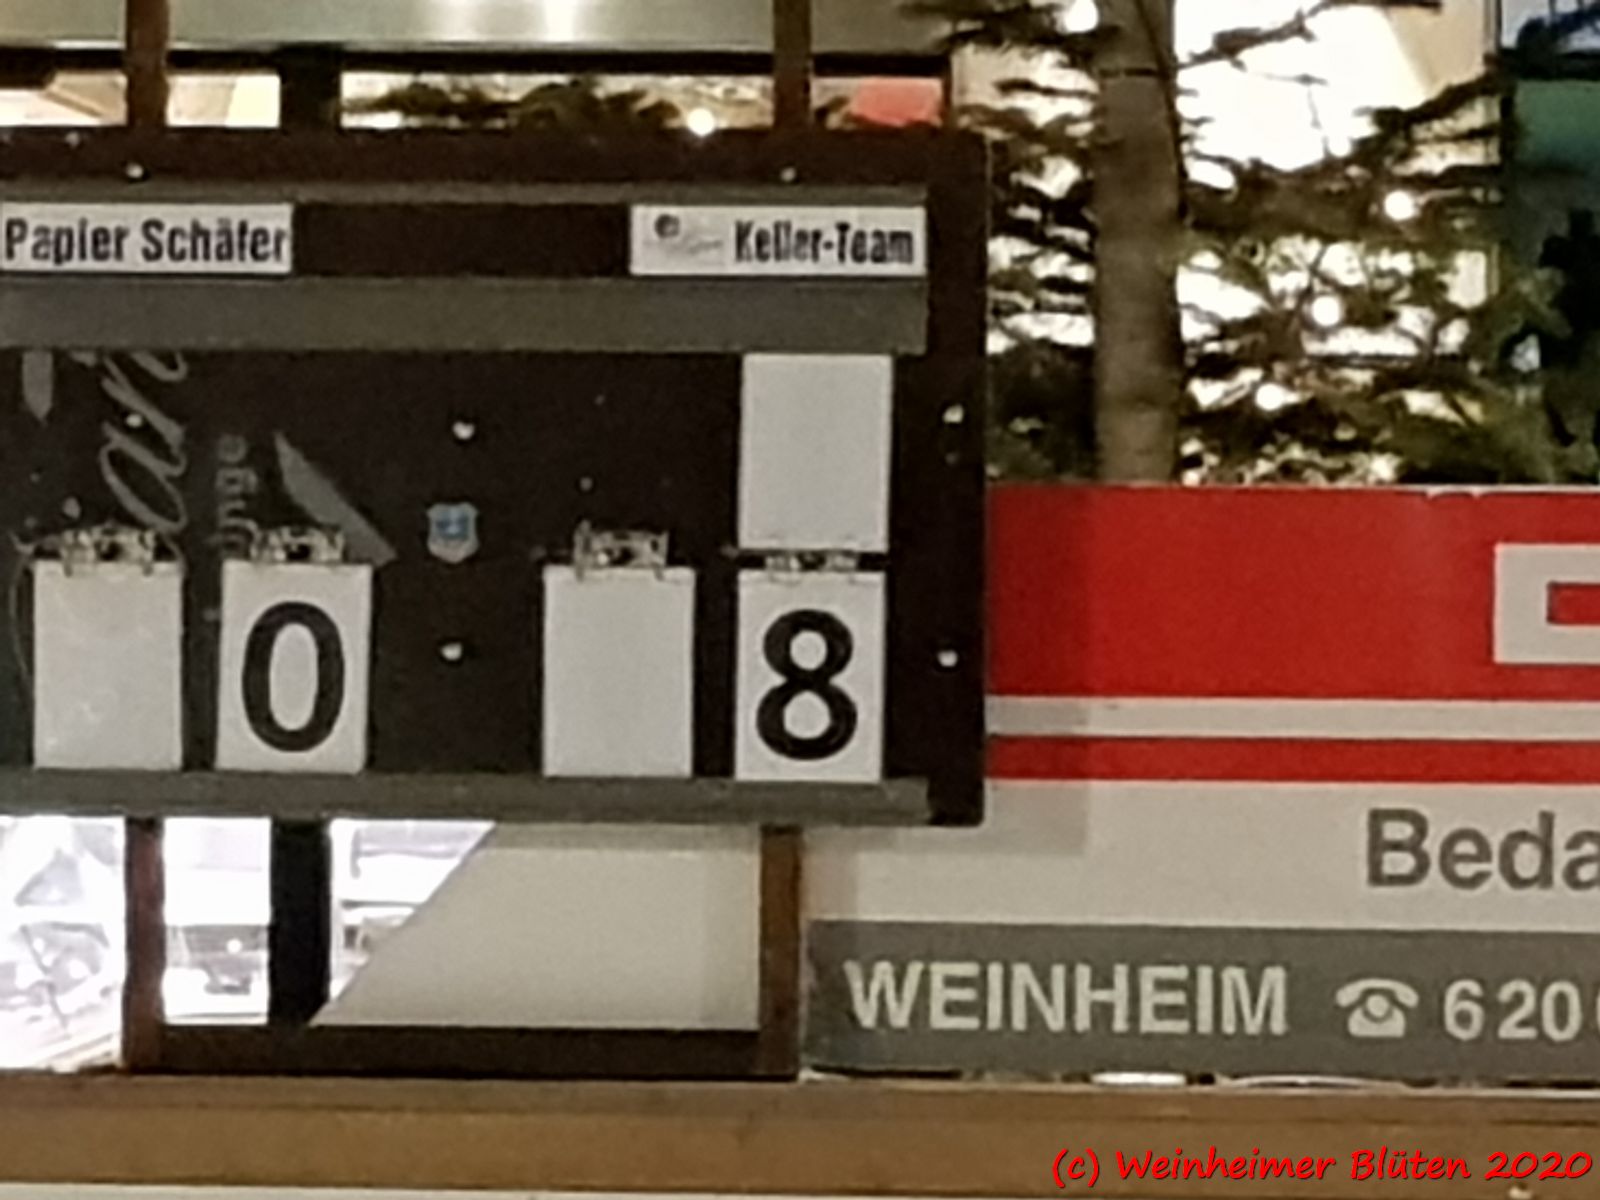 Papier Schäfer
Keller-Team
0
8
Beda
WEINHEIM ☎ 620
(c) Weinheimer Blüten 2020